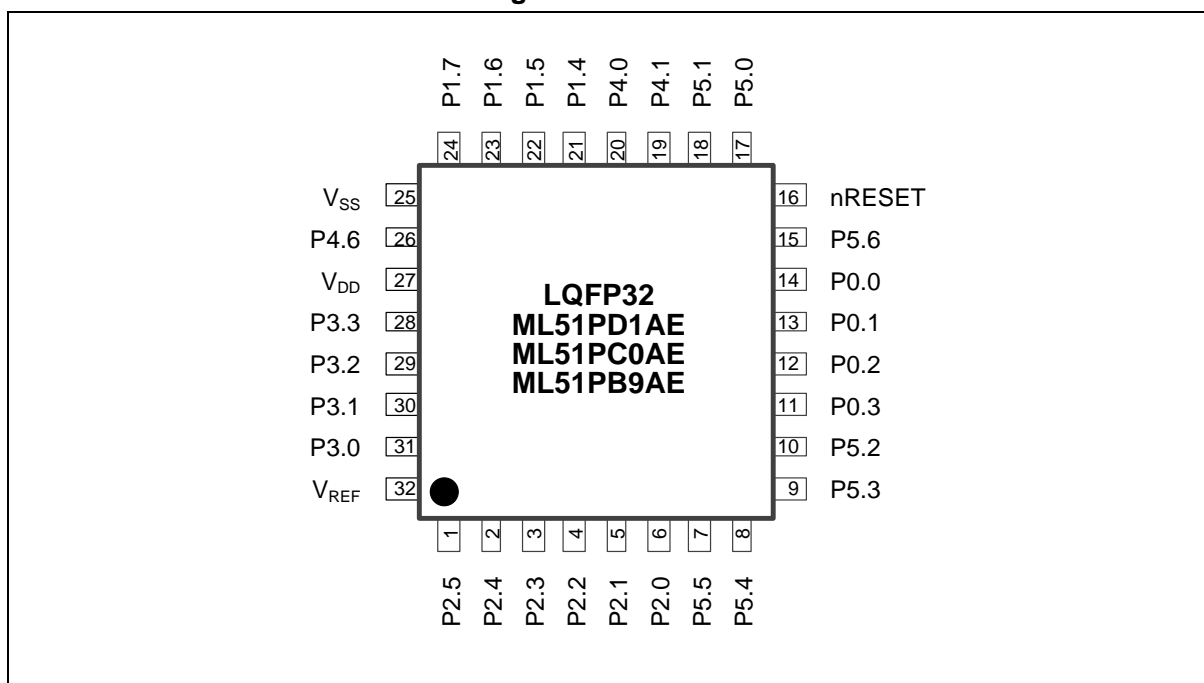 P1.7 P1.6 P1.5 P1.4 P4.0 P4.1 P5.1 P5.0
24 23 22 21 20 19 18 17
VSS 25 16 nRESET
P4.6 26 15 P5.6
VDD 27 14 P0.0
LQFP32
P3.3 28 ML51PD1AE 13 P0.1
ML51PC0AE
P3.2 29 12 P0.2
ML51PB9AE
P3.1 30 11 P0.3
P3.0 31 10 P5.2
VREF 32 9 P5.3
1 2 3 4 5 6 7 8
P2.5 P2.4 P2.3 P2.2 P2.1 P2.0 P5.5 P5.4